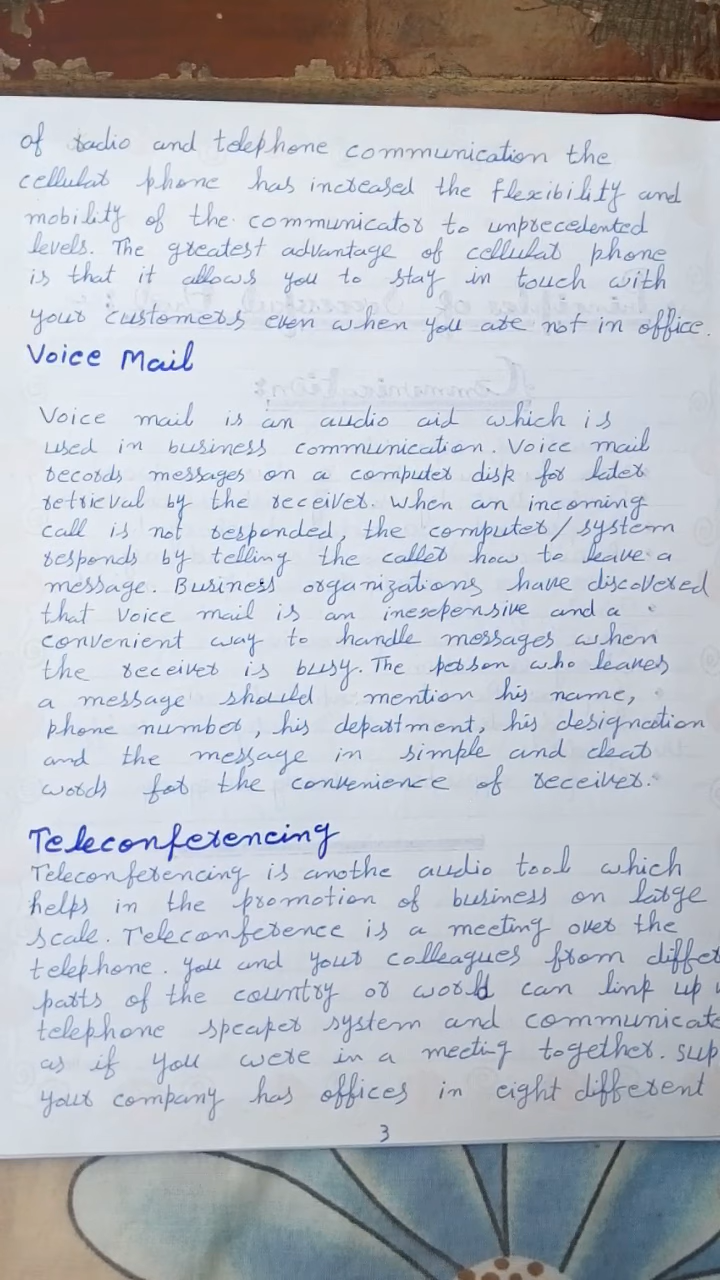 of radio and telephone communication the
cellular phone has increased the flexibility and
mobility of the communicator to unprecedented
levels. The greatest advantage of cellular phone
is that it allows you to stay in touch with
your customers even when you are not in office.
Voice Mail
Voice mail is an audio aid which is
used in business communication. Voice mail
records messages on a computer disk for later
retrieval by the receiver. When an incoming
call is not responded, the computer/system
responds by telling the caller how to leave a
message. Business organizations have discovered
that Voice mail is an inexepensive and a
convenient way to handle messages when
the receiver is busy. The person who leaves
a message should mention his name,
phone number, his department, his designation
and the message in simple and clear
words for the convenience of receiver.
Teleconferencing
Teleconferencing is anothe audio tool which
helps in the promotion of business on large
scale. Teleconference is a meeting over the
telephone. you and your colleagues from differ
parts of the country or world can link up
telephone speaker system and communicate
as if you were in a meeting together. sup
your company has offices in eight different
3